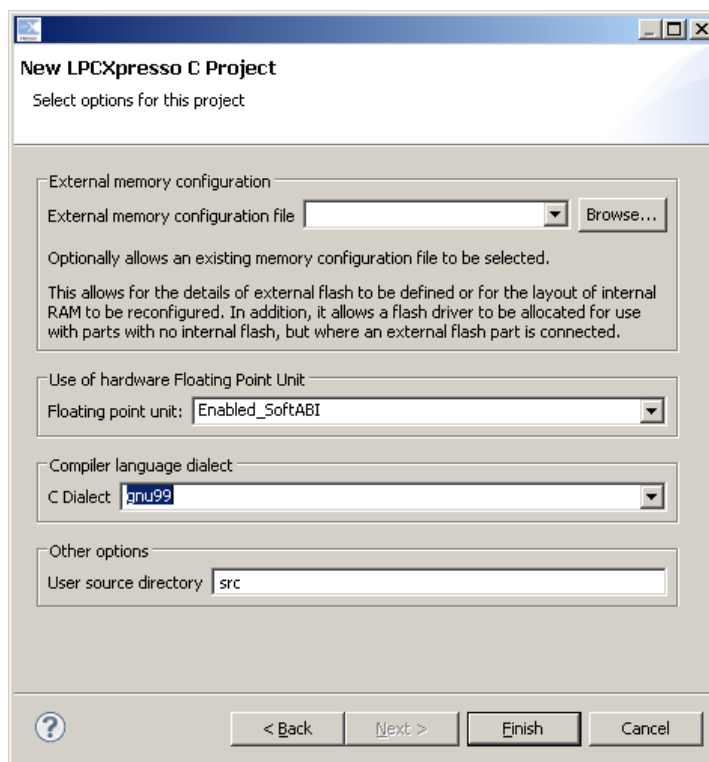 New LPCXpresso C Project
Select options for this project
External memory configuration
External memory configuration file
Browse...
Optionally allows an existing memory configuration file to be selected.
This allows for the details of external flash to be defined or for the layout of internal
RAM to be reconfigured. In addition, it allows a flash driver to be allocated for use
with parts with no internal flash, but where an external flash part is connected.
Use of hardware Floating Point Unit
Floating point unit: Enabled_SoftABI
Compiler language dialect
C Dialect gnu99
Other options
User source directory src
? < Back Next > Finish Cancel